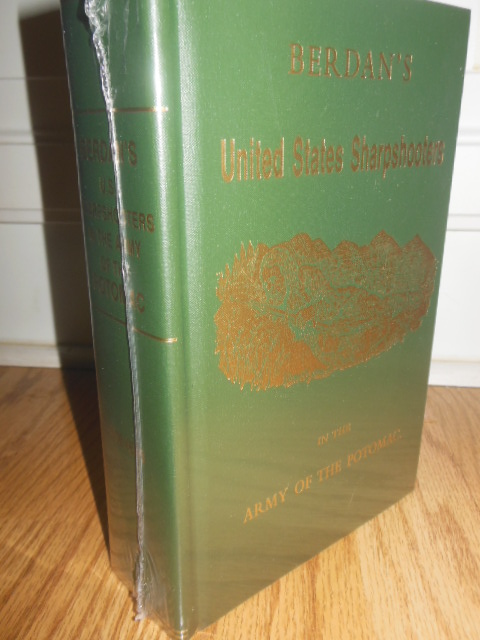 BERDAN'S
United States Sharpshooters
IN THE
ARMY OF THE POTOMAC
BERDAN'S
U.S.
SHARPSHOOTERS
IN THE ARMY
OF THE
POTOMAC